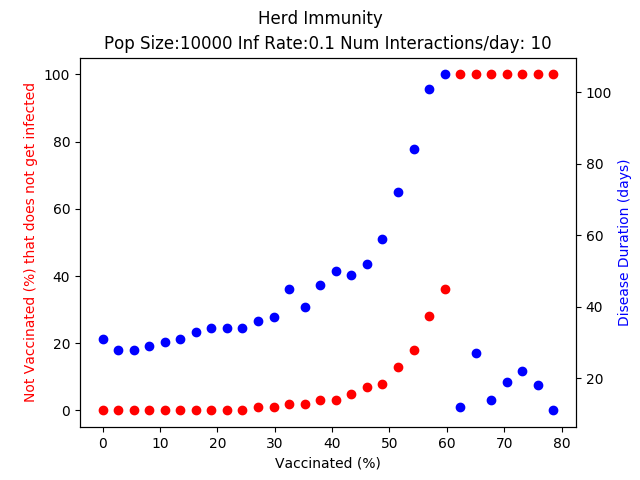 Herd Immunity
Pop Size:10000 Inf Rate:0.1 Num Interactions/day: 10
Not Vaccinated (%) that does not get infected
100
80
60
40
20
0
100
80
60
40
20
Disease Duration (days)
0 10 20 30 40 50 60 70 80
Vaccinated (%)